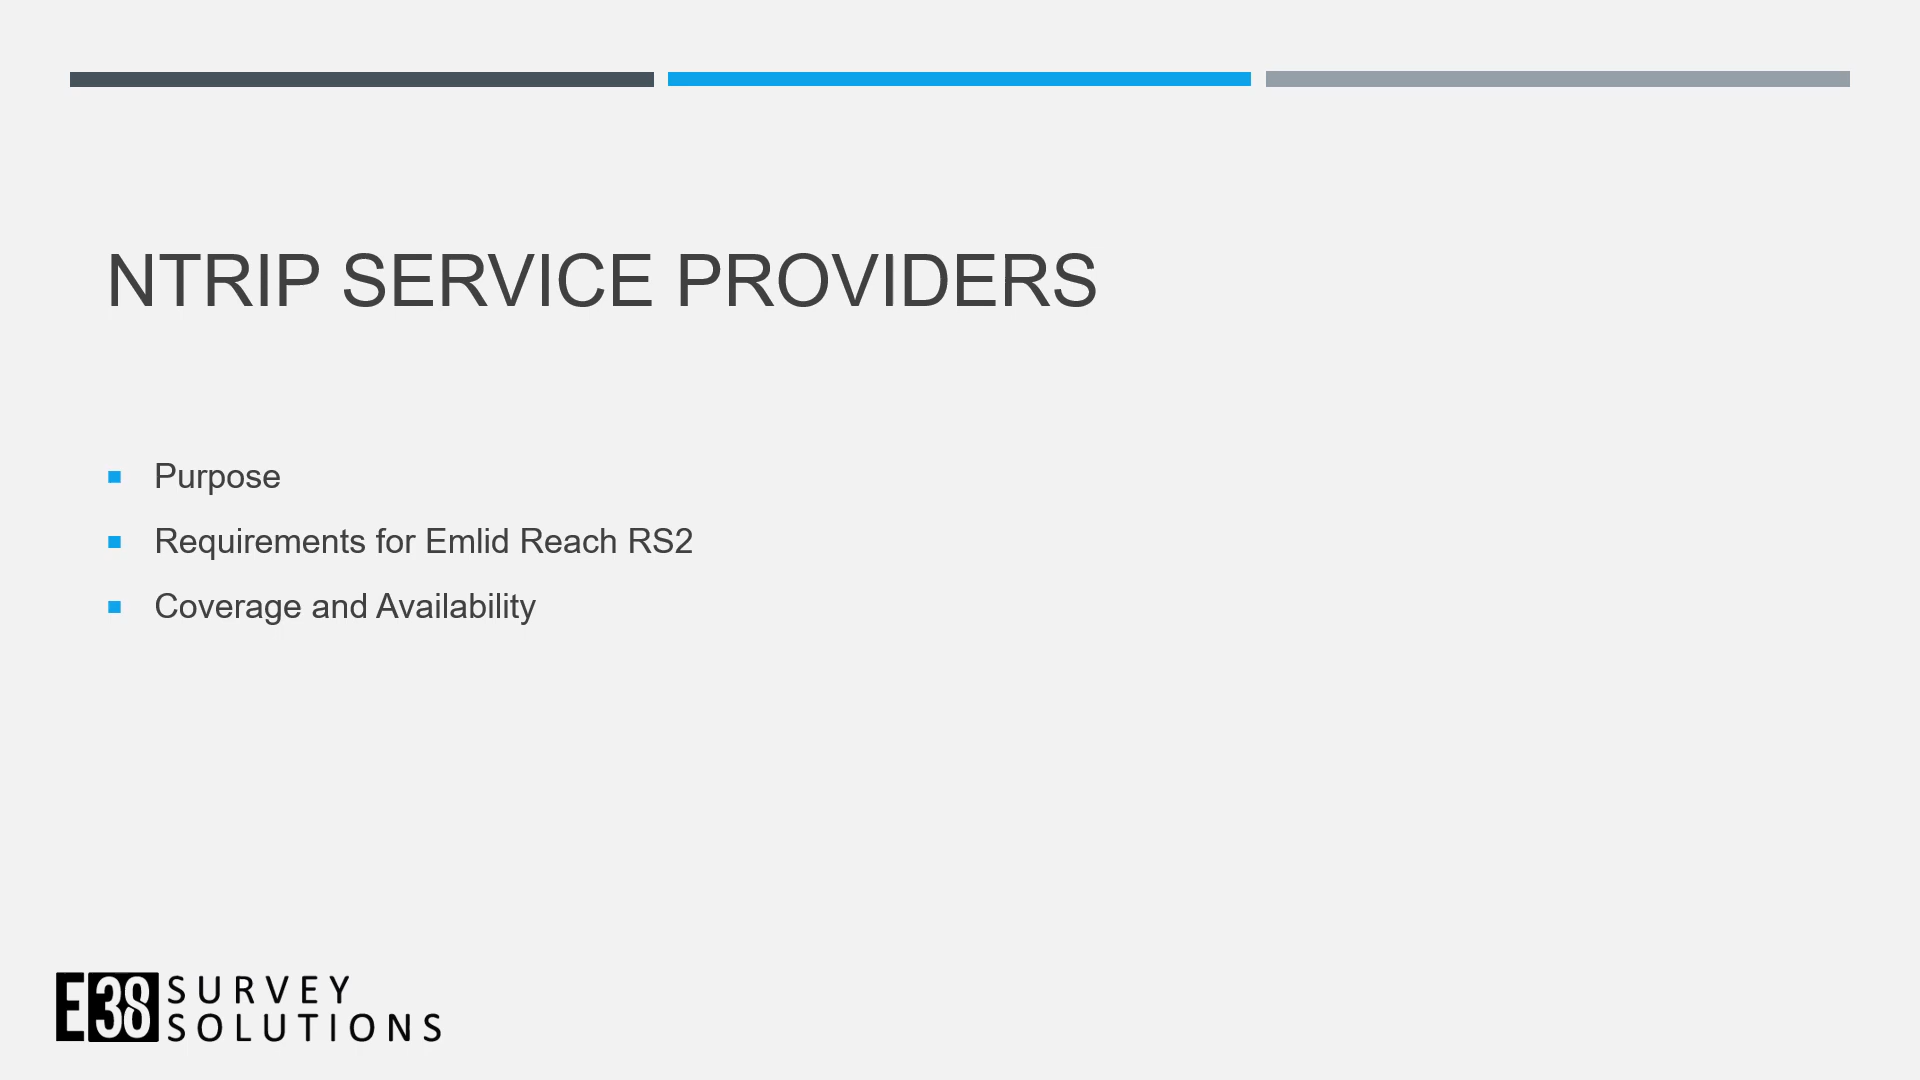 NTRIP SERVICE PROVIDERS
Purpose
Requirements for Emlid Reach RS2
Coverage and Availability
E38 SURVEY
SOLUTIONS